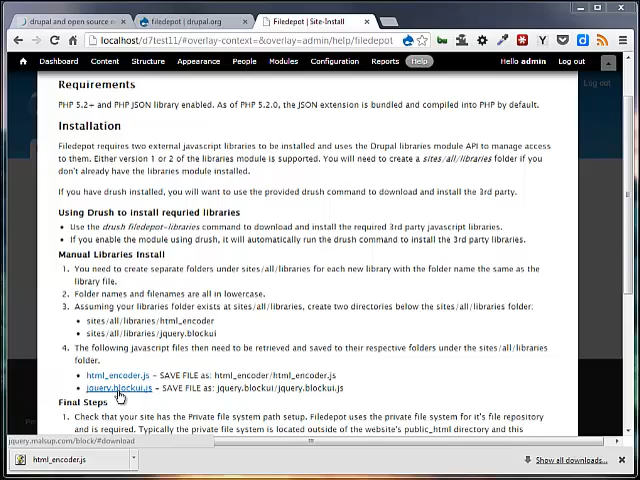 drupal and open source m
filedepot | drupal.org
Filedepot | Site-Install
localhost/d7test11/#overlay-context=&overlay=admin/help/filedepot
Dashboard Content Structure Appearance People Modules Configuration Reports Help Hello admin Log out
Log out
Requirements
PHP 5.2+ and PHP JSON library enabled. As of PHP 5.2.0, the JSON extension is bundled and compiled into PHP by default.
Installation
Filedepot requires two external javascript libraries to be installed and uses the Drupal libraries module API to manage access
to them. Either version 1 or 2 of the libraries module is supported. You will need to create a sites/all/libraries folder if you
don't already have the libraries module installed.
If you have drush installed, you will want to use the provided drush command to download and install the 3rd party.
Using Drush to install requried libraries
• Use the drush filedepot-libraries command to download and install the required 3rd party javascript libraries.
• If you enable the module using drush, it will automatically run the drush command to install the 3rd party libraries.
Manual Libraries Install
1. You need to create separate folders under sites/all/libraries for each new library with the folder name the same as the
library file.
2. Folder names and filenames are all in lowercase.
3. Assuming your libraries folder exists at sites/all/libraries, create two directories below the sites/all/libraries folder:
• sites/all/libraries/html_encoder
• sites/all/libraries/jquery.blockui
4. The following javascript files then need to be retrieved and saved to their respective folders under the sites/all/libraries
folder.
• html_encoder.js - SAVE FILE as: html_encoder/html_encoder.js
• jquery.blockui.js - SAVE FILE as: jquery.blockui/jquery.blockui.js
Final Steps
1. Check that your site has the Private file system path setup. Filedepot uses the private file system for it's file repository
and is required. Typically the private file system is located outside of the website's public_html directory and this
jquery.malsup.com/block/#download
html_encoder.js
Show all downloads...